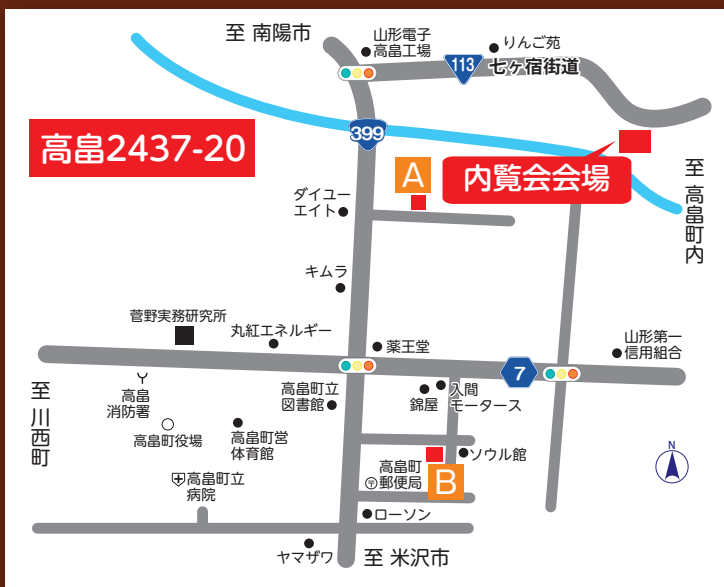 至 南陽市
山形電子
高畠工場
りんご苑
113
七ヶ宿街道
399
高畠2437-20
A
内覧会会場
至 高畠町内
ダイユー
エイト
キムラ
菅野実務研究所
丸紅エネルギー
薬王堂
山形第一
信用組合
7
至 川西町
高畠
消防署
高畠町役場
高畠町営
体育館
高畠町立
図書館
錦屋
入間
モータース
高畠町立
病院
高畠町
〒郵便局
B
ソウル館
N
ローソン
ヤマザワ
至 米沢市